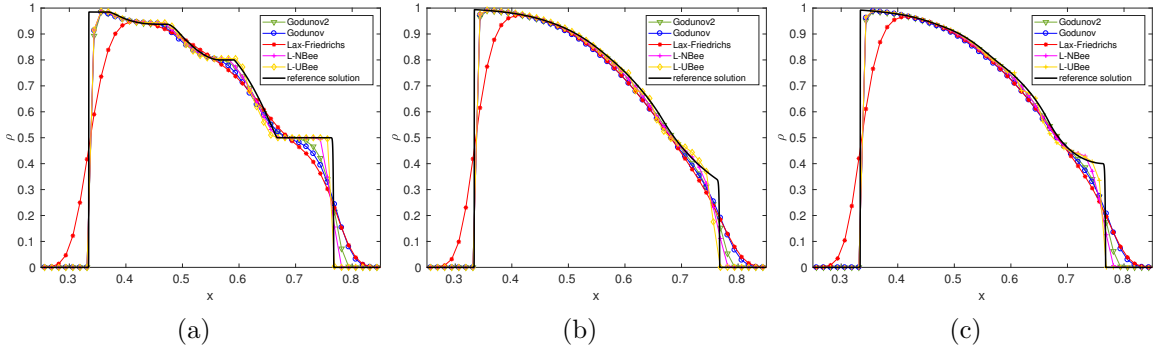 1
0.9
0.8
0.7
0.6
0.5
0.4
0.3
0.2
0.1
0
ρ
0.3 0.4 0.5 0.6 0.7 0.8
x
Godunov2
Godunov
Lax-Friedrichs
L-NBee
L-UBee
reference solution
(a)
1
0.9
0.8
0.7
0.6
0.5
0.4
0.3
0.2
0.1
0
ρ
0.3 0.4 0.5 0.6 0.7 0.8
x
Godunov2
Godunov
Lax-Friedrichs
L-NBee
L-UBee
reference solution
(b)
1
0.9
0.8
0.7
0.6
0.5
0.4
0.3
0.2
0.1
0
ρ
0.3 0.4 0.5 0.6 0.7 0.8
x
Godunov2
Godunov
Lax-Friedrichs
L-NBee
L-UBee
reference solution
(c)